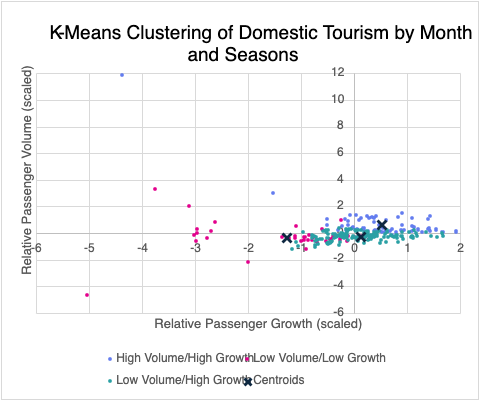 K-Means Clustering of Domestic Tourism by Month
and Seasons
Relative Passenger Volume (scaled)
12
10
8
6
4
2
0
-2
-4
-6
-6 -5 -4 -3 -2 -1 0 1 2
Relative Passenger Growth (scaled)
High Volume/High Growth Low Volume/Low Growth
Low Volume/High Growth Centroids